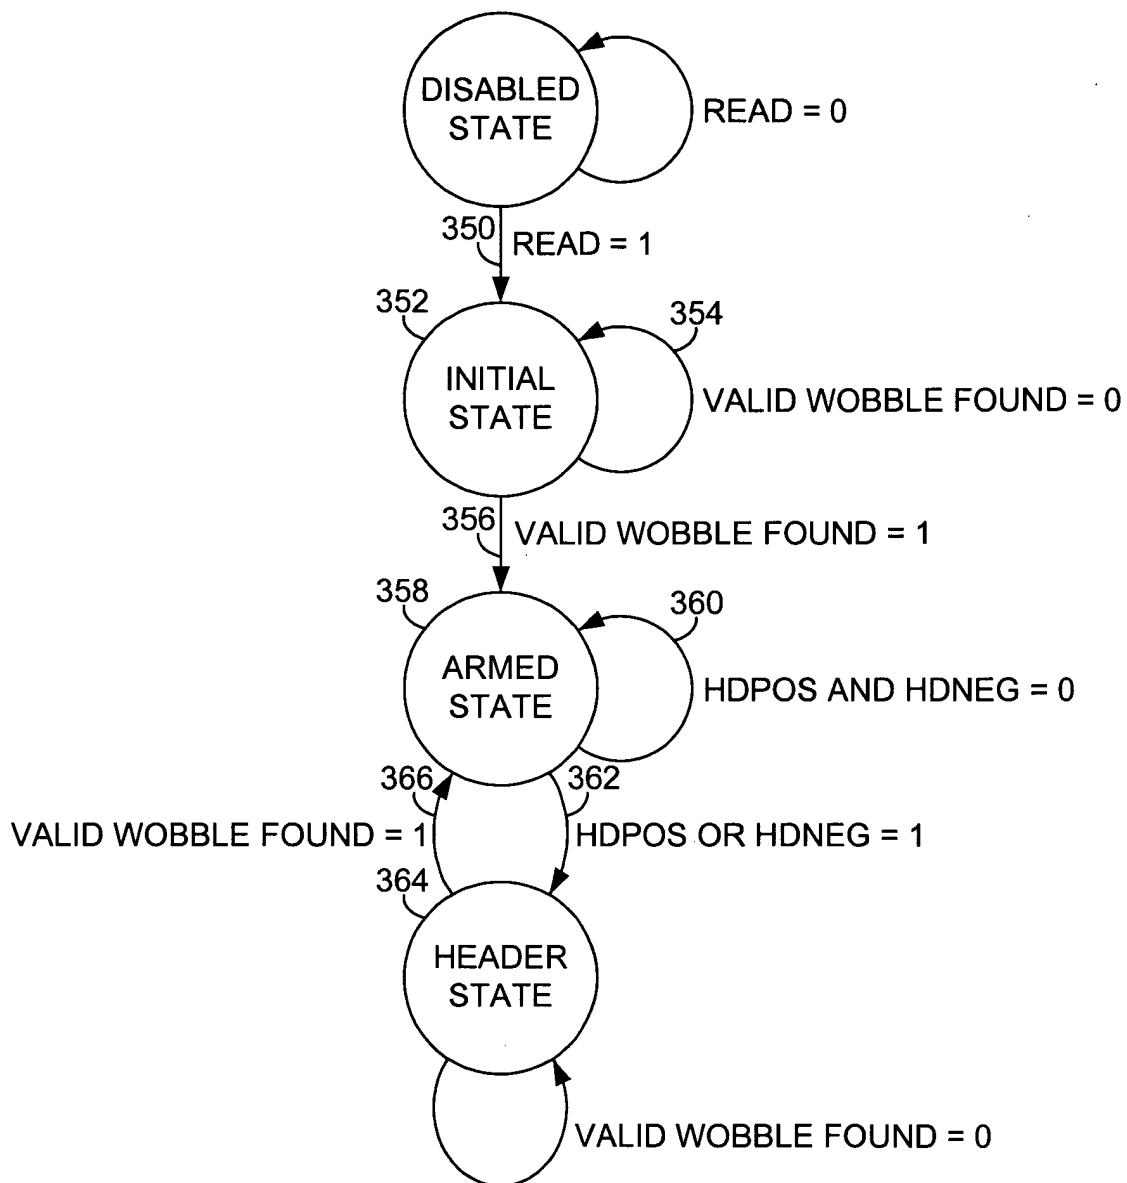 DISABLED
STATE
READ = 0
350
READ = 1
352
354
INITIAL
STATE
VALID WOBBLE FOUND = 0
356
VALID WOBBLE FOUND = 1
358
360
ARMED
STATE
HDPOS AND HDNEG = 0
366
362
VALID WOBBLE FOUND = 1
HDPOS OR HDNEG = 1
364
HEADER
STATE
VALID WOBBLE FOUND = 0